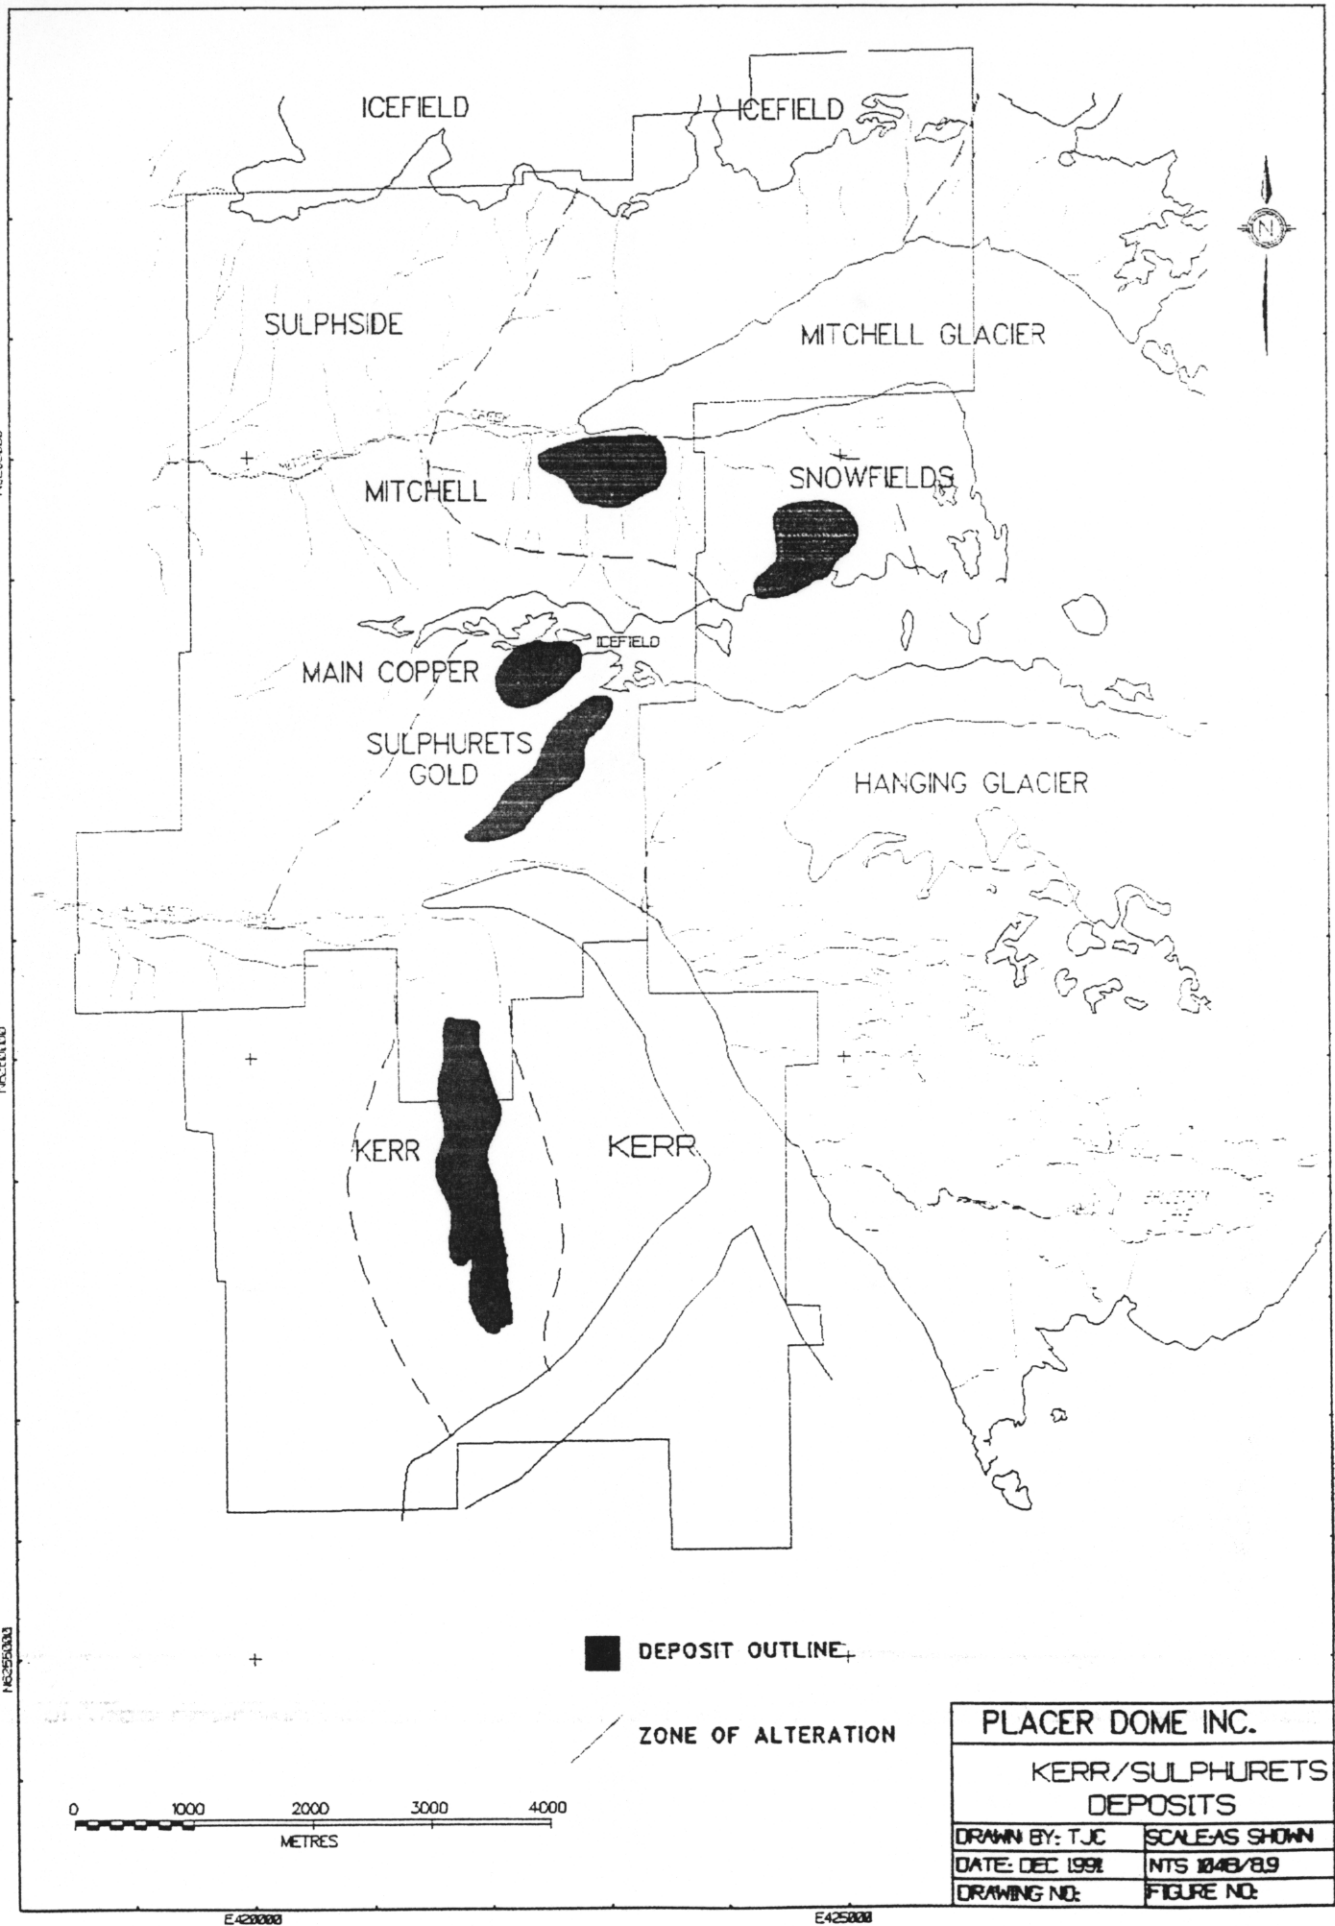 ICEFIELD
ICEFIELD
SULPHSIDE
MITCHELL GLACIER
CREEK
MITCHELL
SNOWFIELDS
ICEFIELD
MAIN COPPER
SULPHURETS
GOLD
HANGING GLACIER
KERR
KERR
N6255000
DEPOSIT OUTLINE
ZONE OF ALTERATION
0 1000 2000 3000 4000
METRES
PLACER DOME INC.
KERR/SULPHURETS
DEPOSITS
DRAWN BY: TJC
SCALE:AS SHOWN
DATE: DEC 1991
NTS 104B/8,9
DRAWING NO:
FIGURE NO:
E420000
E425000